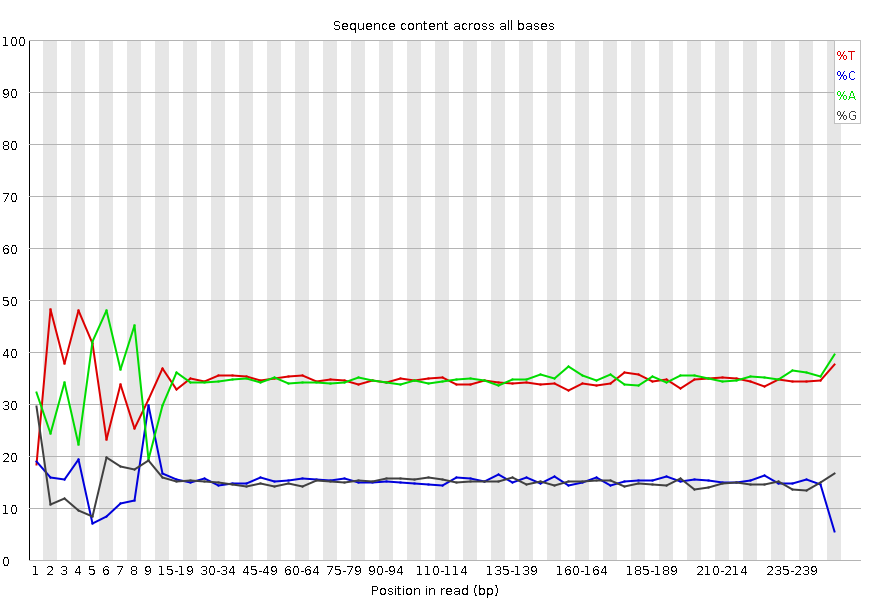 Sequence content across all bases
100
90
80
70
60
50
40
30
20
10
0
%T
%C
%A
%G
1 2 3 4 5 6 7 8 9 15-19 30-34 45-49 60-64 75-79 90-94 110-114 135-139 160-164 185-189 210-214 235-239
Position in read (bp)